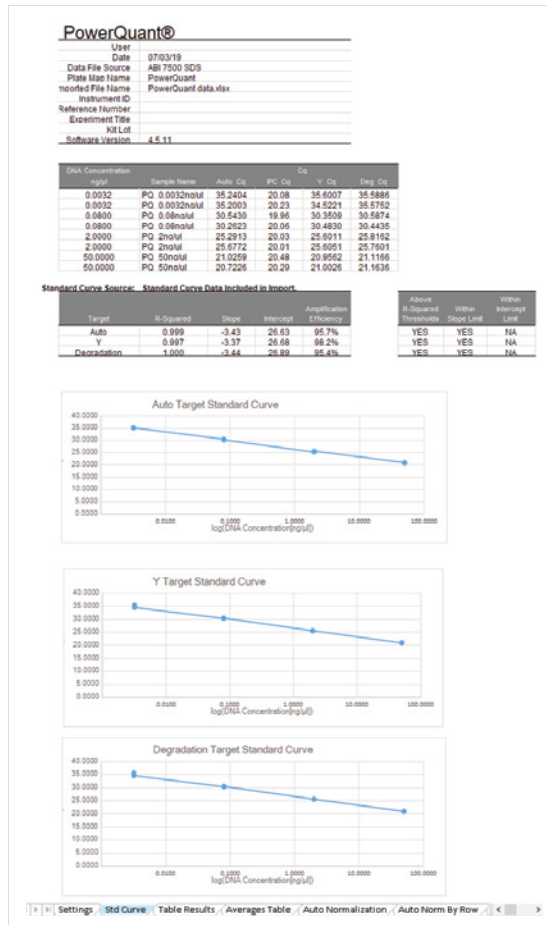 PowerQuant®
User
Date 07/03/19
Data File Source ABI 7500 SDS
Plate Map Name PowerQuant
mported File Name PowerQuant data.xlsx
Instrument ID
Reference Number
Experiment Title
Kit Lot
Software Version 4.5.11
DNA Concentration Cq
ng/µl Sample Name Auto Cq IPC Cq Y Cq Deg Cq
0.0032 PQ 0.0032ng/ul 35.2404 20.08 35.6007 35.5886
0.0032 PQ 0.0032ng/ul 35.2003 20.23 34.5221 35.5752
0.0800 PQ 0.08ng/ul 30.5430 19.96 30.3509 30.5874
0.0800 PQ 0.08ng/ul 30.2623 20.06 30.4830 30.4435
2.0000 PQ 2ng/ul 25.2913 20.03 25.6011 25.8162
2.0000 PQ 2ng/ul 25.6772 20.01 25.6051 25.7601
50.0000 PQ 50ng/ul 21.0259 20.48 20.9562 21.1166
50.0000 PQ 50ng/ul 20.7226 20.29 21.0026 21.1636
Standard Curve Source: Standard Curve Data Included in Import.
Target R-Squared Slope Intercept Amplification Efficiency Above R-Squared Thresholds Within Slope Limit Within Intercept Limit
Auto 0.999 -3.43 26.63 95.7% YES YES NA
Y 0.997 -3.37 26.68 98.2% YES YES NA
Degradation 1.000 -3.44 26.89 95.4% YES YES NA
Auto Target Standard Curve
40.0000
35.0000
30.0000
25.0000
20.0000
15.0000
10.0000
5.0000
0.0000
0.0100 0.1000 1.0000 10.0000 100.0000
log(DNA Concentration[ng/µl])
Y Target Standard Curve
40.0000
35.0000
30.0000
25.0000
20.0000
15.0000
10.0000
5.0000
0.0000
0.0100 0.1000 1.0000 10.0000 100.0000
log(DNA Concentration[ng/µl])
Degradation Target Standard Curve
40.0000
35.0000
30.0000
25.0000
20.0000
15.0000
10.0000
5.0000
0.0000
0.0100 0.1000 1.0000 10.0000 100.0000
log(DNA Concentration[ng/µl])
Settings Std Curve Table Results Averages Table Auto Normalization Auto Norm By Row